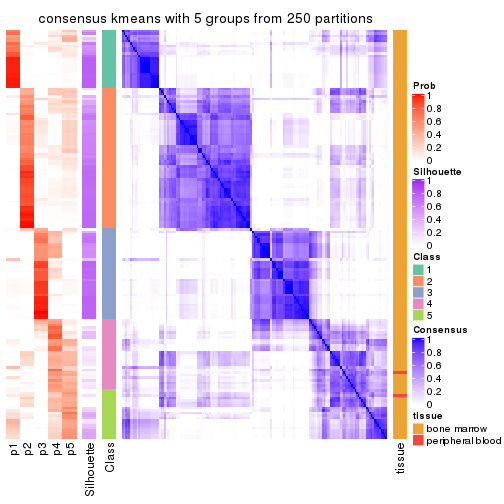 consensus kmeans with 5 groups from 250 partitions
Prob
1
0.8
0.6
0.4
0.2
0
Silhouette
1
0.8
0.6
0.4
0.2
0
Class
1
2
3
4
5
Consensus
1
0.8
0.6
0.4
0.2
0
tissue
bone marrow
peripheral blood
p1
p2
p3
p4
p5
Silhouette
Class
tissue